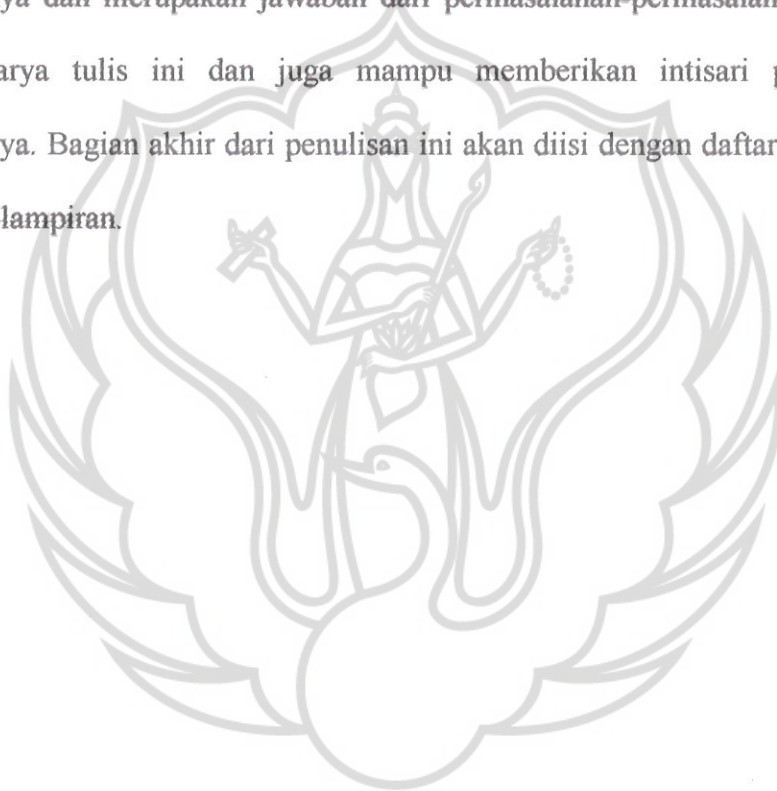 ya dan merupakan jawaban dari permasalahan-permasalan
arya tulis ini dan juga mampu memberikan intisari p
ya. Bagian akhir dari penulisan ini akan diisi dengan daftar
lampiran.